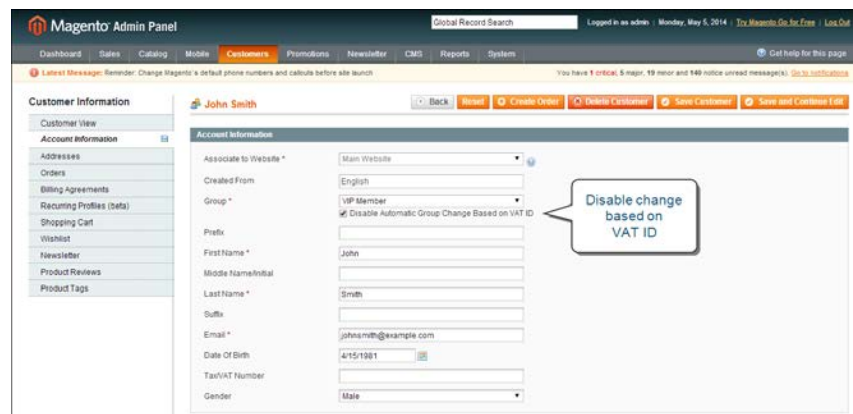 Magento Admin Panel
Global Record Search
Logged in as admin | Monday, May 5, 2014 | Try Magento Go for Free | Log Out
Dashboard Sales Catalog Mobile Customers Promotions Newsletter CMS Reports System Get help for this page
Latest Message: Reminder: Change Magento's default phone numbers and callouts before site launch You have 1 critical, 5 major, 19 minor and 140 notice unread message(s). Go to notifications
Customer Information
John Smith
Back Reset Create Order Delete Customer Save Customer Save and Continue Edit
Customer View
Account Information
Addresses
Orders
Billing Agreements
Recurring Profiles (beta)
Shopping Cart
Wishlist
Newsletter
Product Reviews
Product Tags
Account Information
Associate to Website * Main Website
Created From English
Group * VIP Member
Disable Automatic Group Change Based on VAT ID
Prefix
First Name * John
Middle Name/Initial
Last Name * Smith
Suffix
Email * johnsmith@example.com
Date Of Birth 4/15/1981
Tax/VAT Number
Gender Male
Disable change
based on
VAT ID